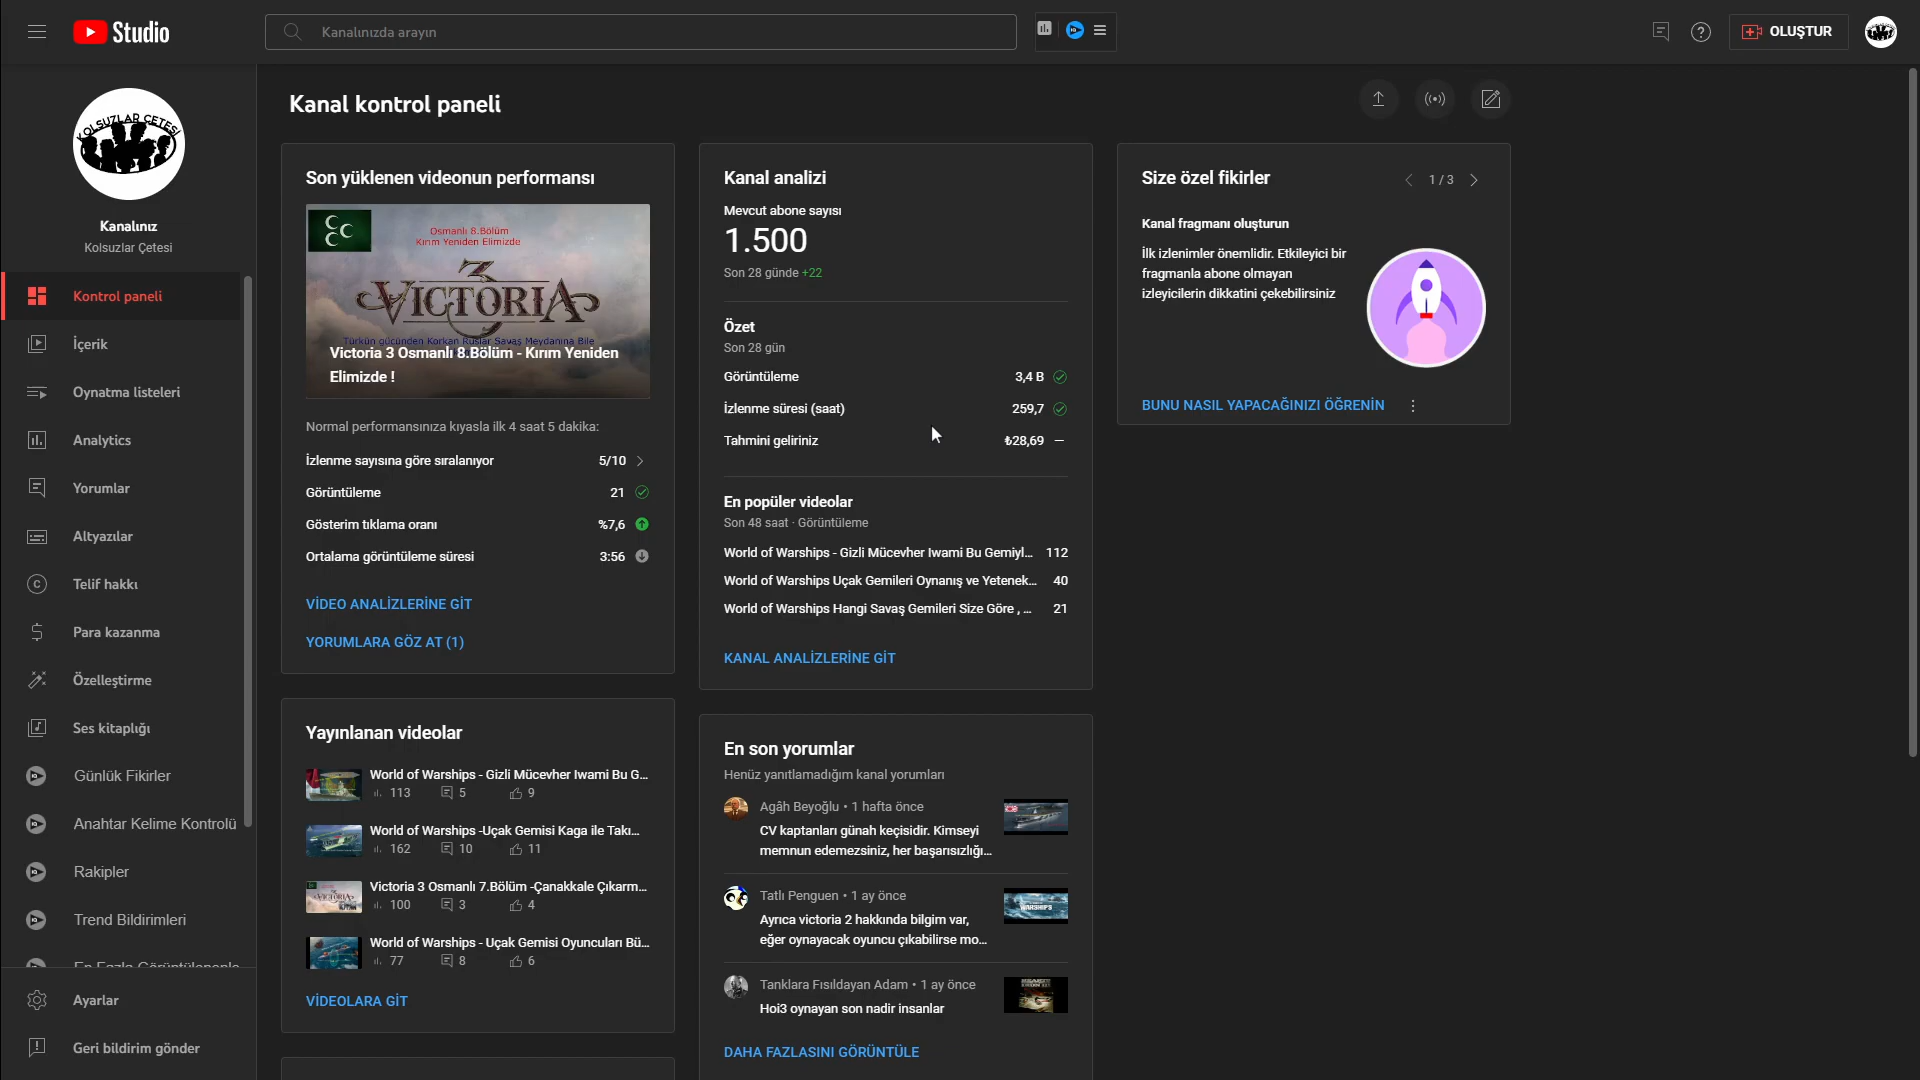 Studio
Kanalınızda arayın
OLUŞTUR
KOLSUZLAR ÇETESİ
Kanalınız
Kolsuzlar Çetesi
Kontrol paneli
İçerik
Oynatma listeleri
Analytics
Yorumlar
Altyazılar
Telif hakkı
Para kazanma
Özelleştirme
Ses kitaplığı
Günlük Fikirler
Anahtar Kelime Kontrolü
Rakipler
Trend Bildirimleri
Ayarlar
Geri bildirim gönder
Kanal kontrol paneli
Son yüklenen videonun performansı
Osmanlı 8.Bölüm
Kırım Yeniden Elimizde
3
VICTORIA
Türkün gücünden Korkan Ruslar Savaş Meydanına Bile
Victoria 3 Osmanlı 8.Bölüm - Kırım Yeniden
Elimizde !
Normal performansınıza kıyasla ilk 4 saat 5 dakika:
İzlenme sayısına göre sıralanıyor 5/10
Görüntüleme 21
Gösterim tıklama oranı %7,6
Ortalama görüntüleme süresi 3:56
VİDEO ANALİZLERİNE GİT
YORUMLARA GÖZ AT (1)
Yayınlanan videolar
World of Warships - Gizli Mücevher Iwami Bu G...
113 5 9
World of Warships -Uçak Gemisi Kaga ile Takı...
162 10 11
Victoria 3 Osmanlı 7.Bölüm -Çanakkale Çıkarm...
100 3 4
World of Warships - Uçak Gemisi Oyuncuları Bü...
77 8 6
VİDEOLARA GİT
Kanal analizi
Mevcut abone sayısı
1.500
Son 28 günde +22
Özet
Son 28 gün
Görüntüleme 3,4 B
İzlenme süresi (saat) 259,7
Tahmini geliriniz ₺28,69 —
En popüler videolar
Son 48 saat · Görüntüleme
World of Warships - Gizli Mücevher Iwami Bu Gemiyl... 112
World of Warships Uçak Gemileri Oynanış ve Yetenek... 40
World of Warships Hangi Savaş Gemileri Size Göre , ... 21
KANAL ANALİZLERİNE GİT
En son yorumlar
Henüz yanıtlamadığım kanal yorumları
Agâh Beyoğlu • 1 hafta önce
CV kaptanları günah keçisidir. Kimseyi
memnun edemezsiniz, her başarısızlığı...
Tatlı Penguen • 1 ay önce
Ayrıca victoria 2 hakkında bilgim var,
eğer oynayacak oyuncu çıkabilirse mo...
Tanklara Fısıldayan Adam • 1 ay önce
Hoi3 oynayan son nadir insanlar
DAHA FAZLASINI GÖRÜNTÜLE
Size özel fikirler
1 / 3
Kanal fragmanı oluşturun
İlk izlenimler önemlidir. Etkileyici bir
fragmanla abone olmayan
izleyicilerin dikkatini çekebilirsiniz
BUNU NASIL YAPACAĞINIZI ÖĞRENİN